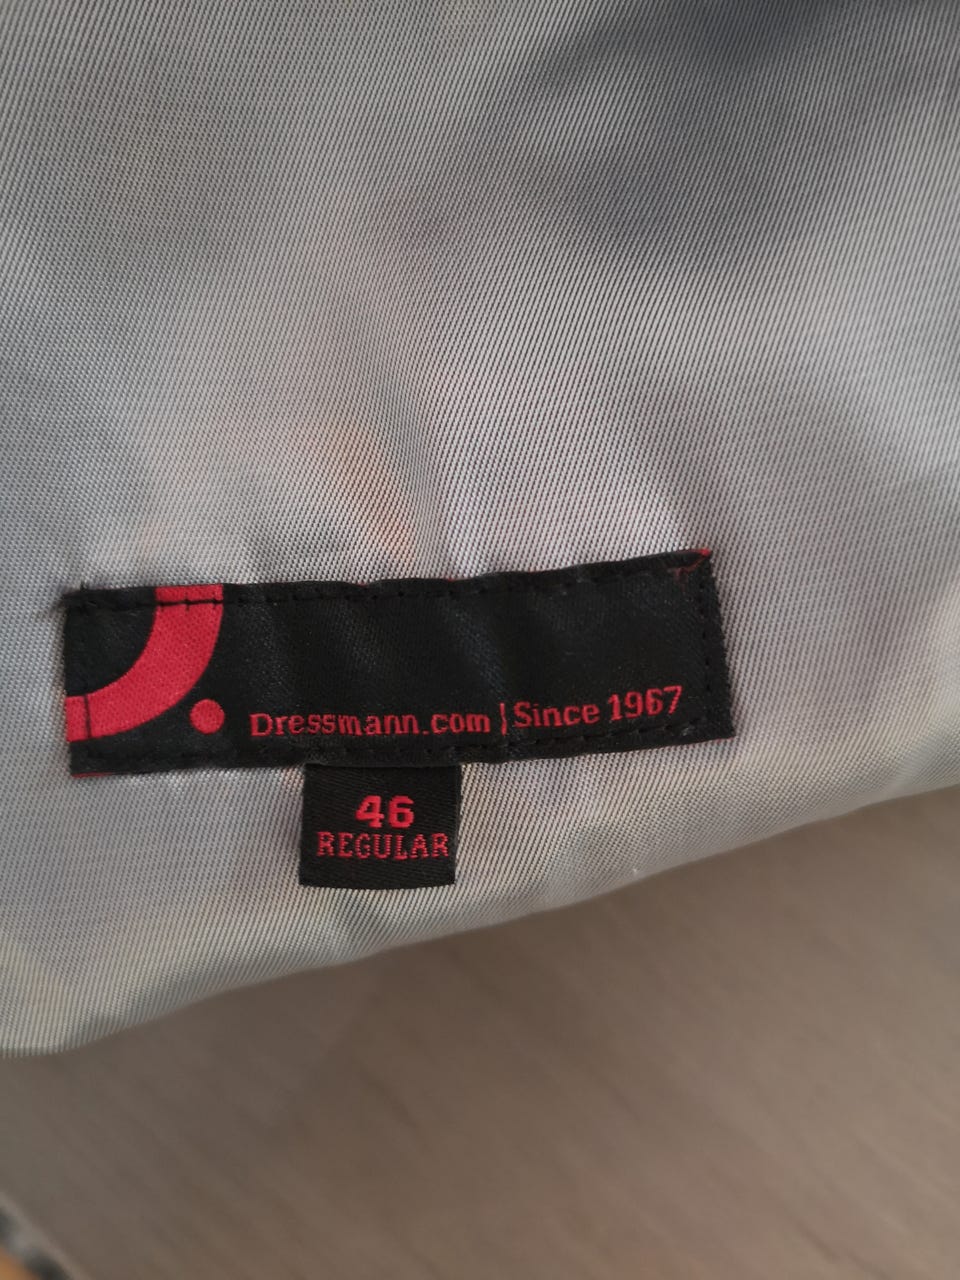 Dressmann.com | Since 1967
46
REGULAR